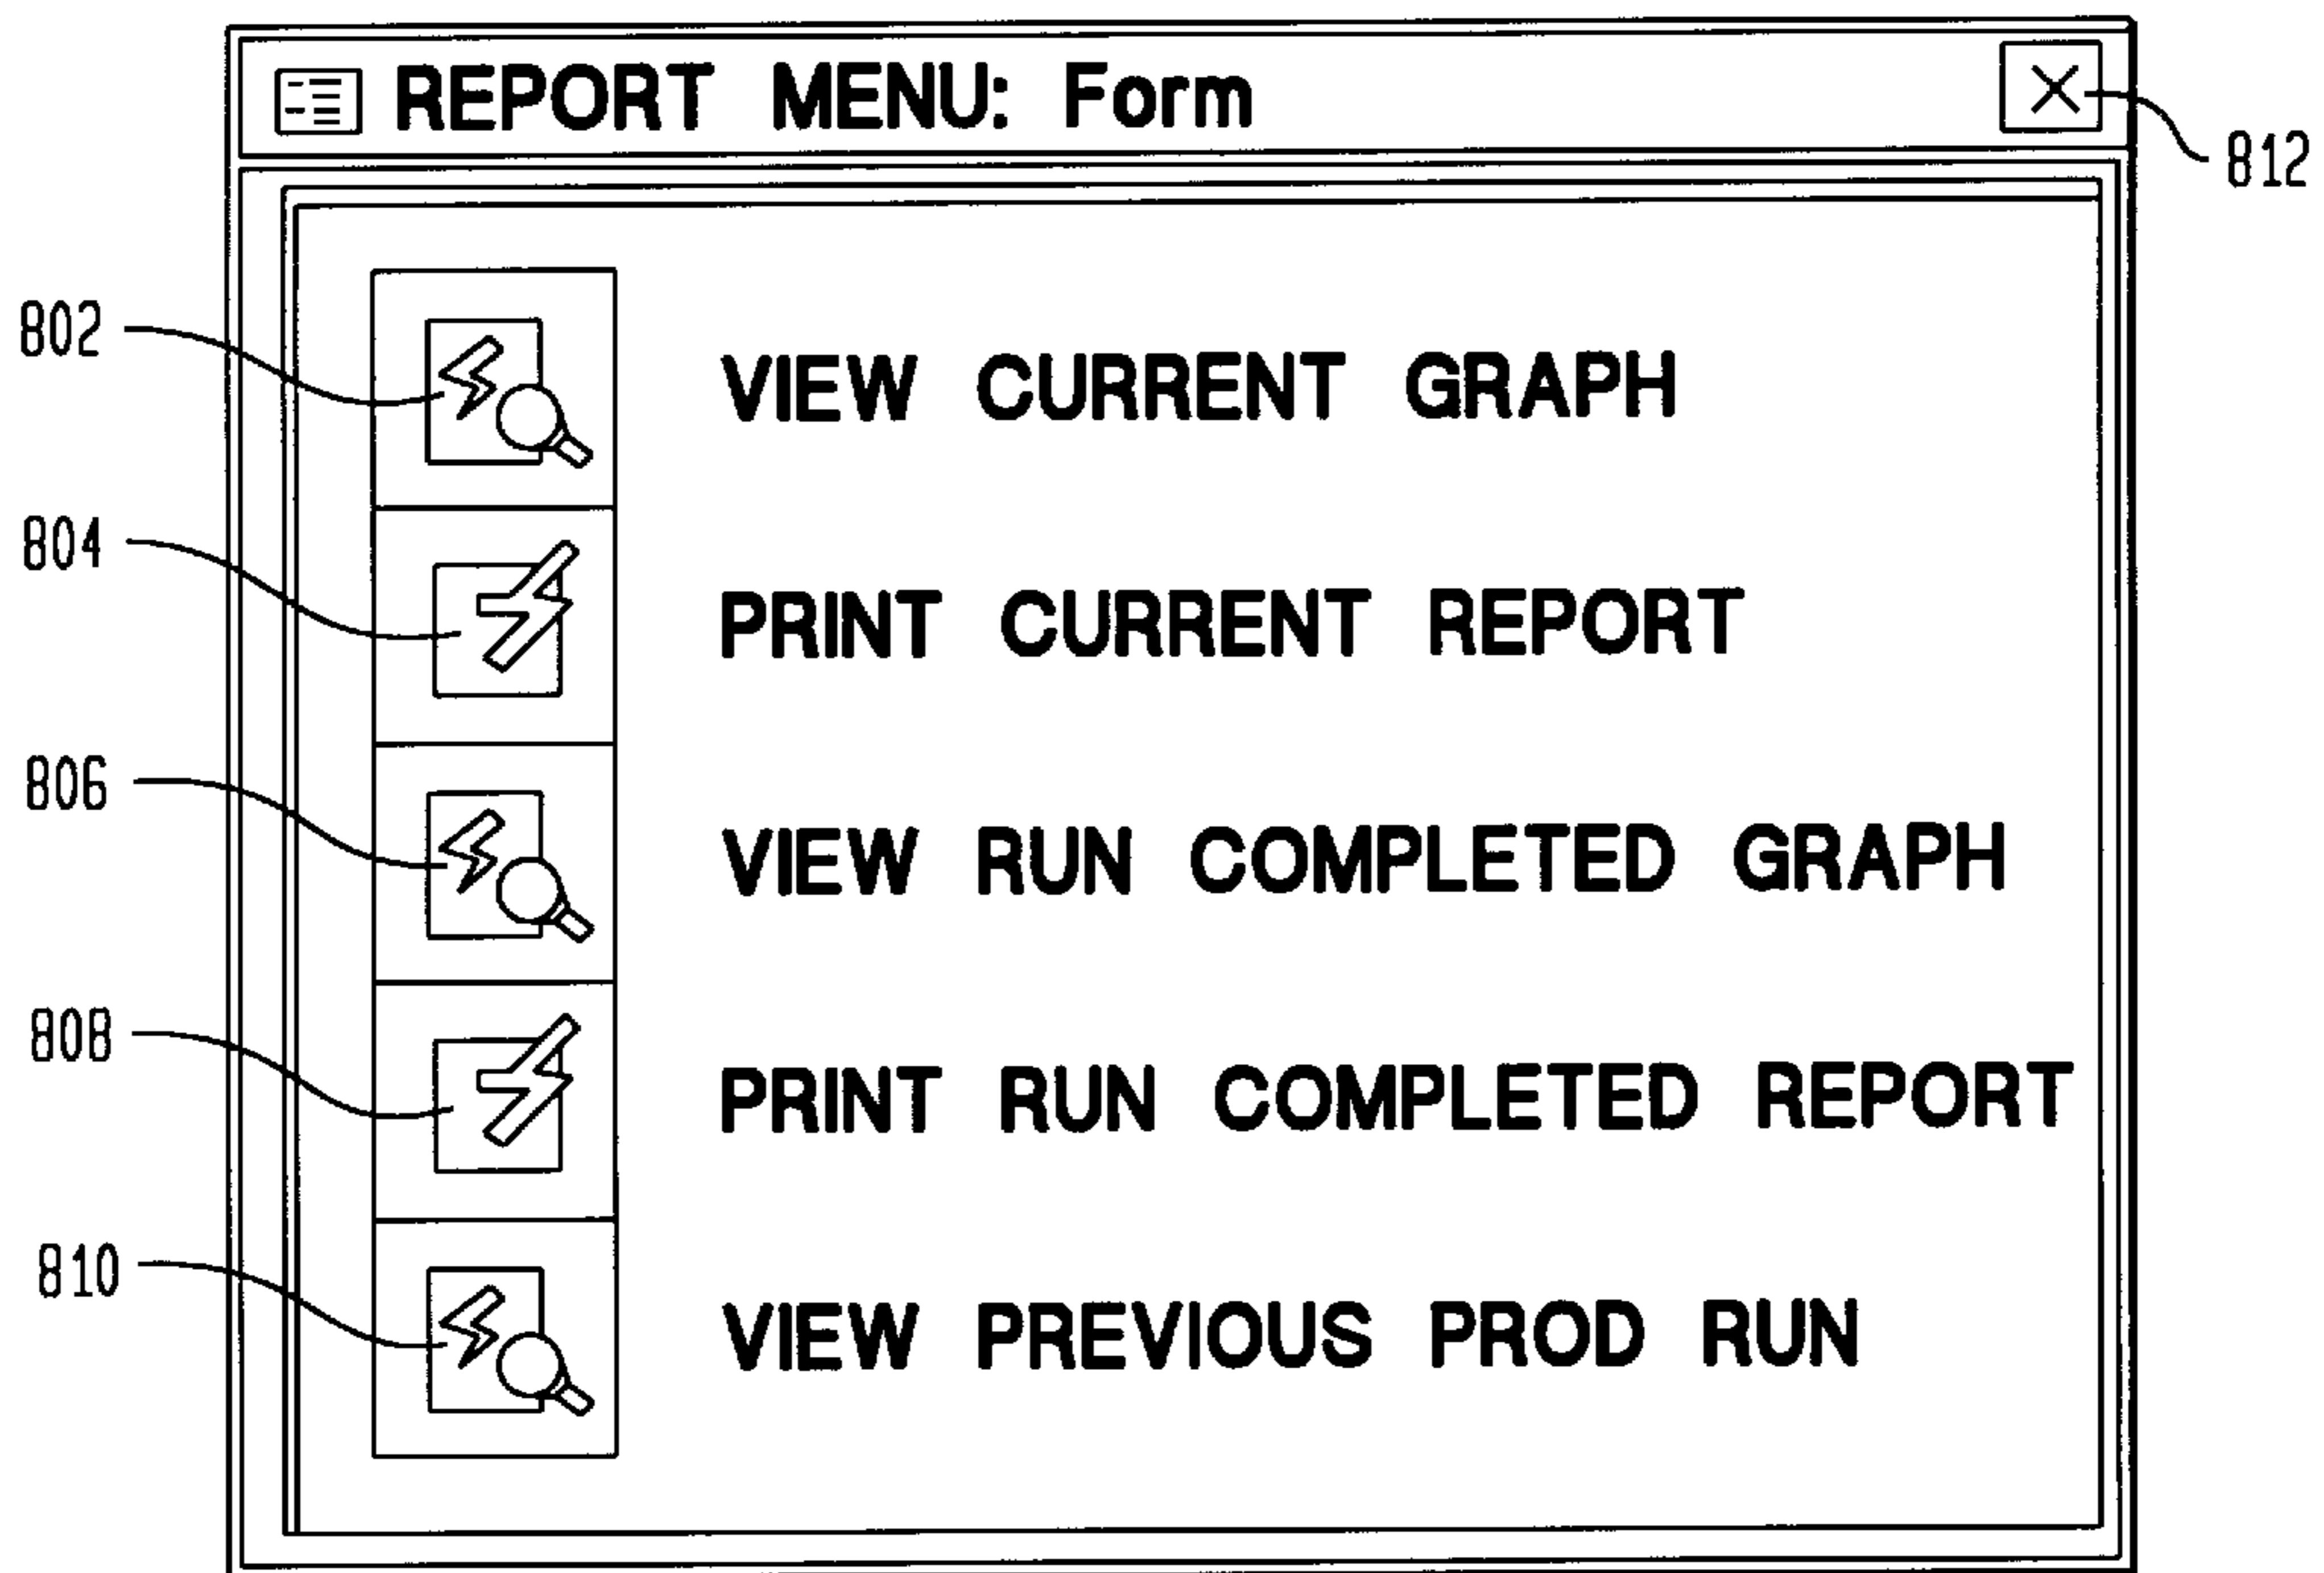 REPORT MENU: Form
812
802
VIEW CURRENT GRAPH
804
PRINT CURRENT REPORT
806
VIEW RUN COMPLETED GRAPH
808
PRINT RUN COMPLETED REPORT
810
VIEW PREVIOUS PROD RUN